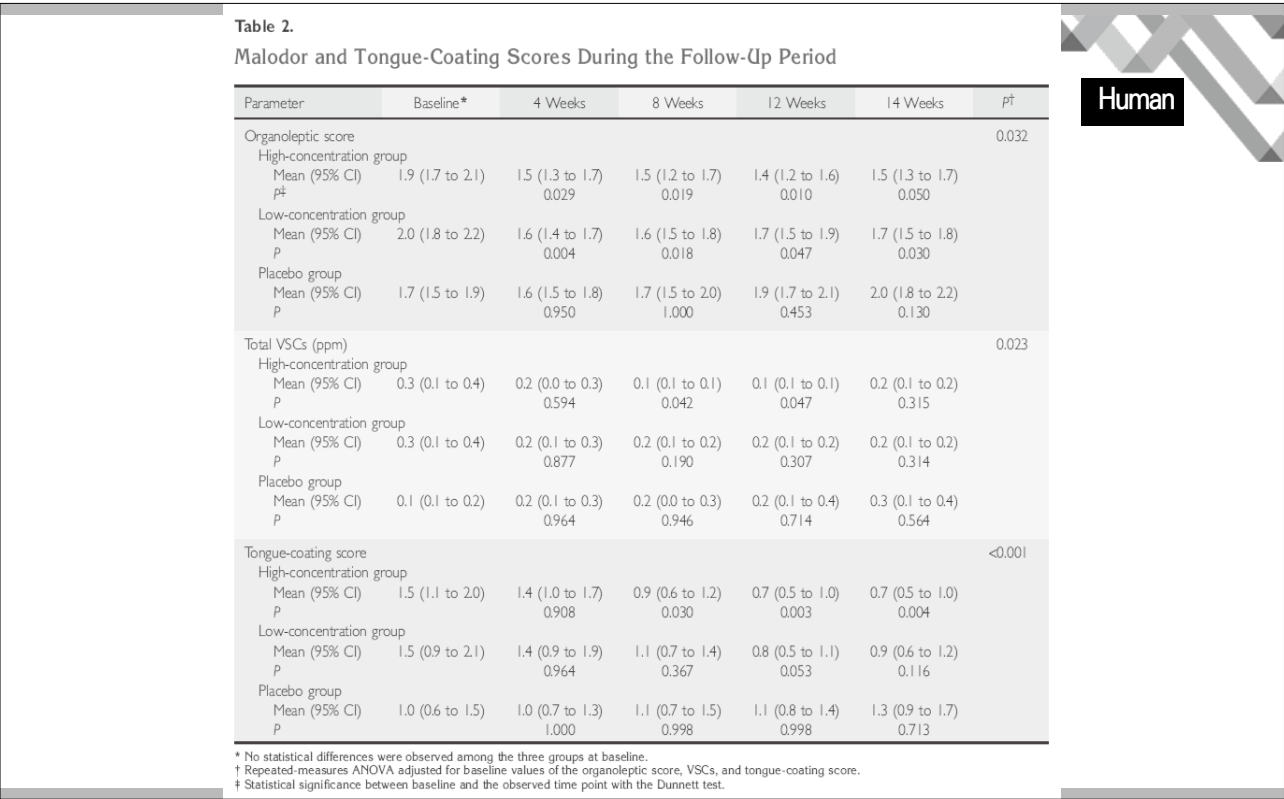 Table 2.
Malodor and Tongue-Coating Scores During the Follow-Up Period
Human
Parameter Baseline* 4 Weeks 8 Weeks 12 Weeks 14 Weeks P†
Organoleptic score 0.032
High-concentration group
Mean (95% CI) 1.9 (1.7 to 2.1) 1.5 (1.3 to 1.7) 1.5 (1.2 to 1.7) 1.4 (1.2 to 1.6) 1.5 (1.3 to 1.7)
P‡ 0.029 0.019 0.010 0.050
Low-concentration group
Mean (95% CI) 2.0 (1.8 to 2.2) 1.6 (1.4 to 1.7) 1.6 (1.5 to 1.8) 1.7 (1.5 to 1.9) 1.7 (1.5 to 1.8)
P 0.004 0.018 0.047 0.030
Placebo group
Mean (95% CI) 1.7 (1.5 to 1.9) 1.6 (1.5 to 1.8) 1.7 (1.5 to 2.0) 1.9 (1.7 to 2.1) 2.0 (1.8 to 2.2)
P 0.950 1.000 0.453 0.130
Total VSCs (ppm) 0.023
High-concentration group
Mean (95% CI) 0.3 (0.1 to 0.4) 0.2 (0.0 to 0.3) 0.1 (0.1 to 0.1) 0.1 (0.1 to 0.1) 0.2 (0.1 to 0.2)
P 0.594 0.042 0.047 0.315
Low-concentration group
Mean (95% CI) 0.3 (0.1 to 0.4) 0.2 (0.1 to 0.3) 0.2 (0.1 to 0.2) 0.2 (0.1 to 0.2) 0.2 (0.1 to 0.2)
P 0.877 0.190 0.307 0.314
Placebo group
Mean (95% CI) 0.1 (0.1 to 0.2) 0.2 (0.1 to 0.3) 0.2 (0.0 to 0.3) 0.2 (0.1 to 0.4) 0.3 (0.1 to 0.4)
P 0.964 0.946 0.714 0.564
Tongue-coating score <0.001
High-concentration group
Mean (95% CI) 1.5 (1.1 to 2.0) 1.4 (1.0 to 1.7) 0.9 (0.6 to 1.2) 0.7 (0.5 to 1.0) 0.7 (0.5 to 1.0)
P 0.908 0.030 0.003 0.004
Low-concentration group
Mean (95% CI) 1.5 (0.9 to 2.1) 1.4 (0.9 to 1.9) 1.1 (0.7 to 1.4) 0.8 (0.5 to 1.1) 0.9 (0.6 to 1.2)
P 0.964 0.367 0.053 0.116
Placebo group
Mean (95% CI) 1.0 (0.6 to 1.5) 1.0 (0.7 to 1.3) 1.1 (0.7 to 1.5) 1.1 (0.8 to 1.4) 1.3 (0.9 to 1.7)
P 1.000 0.998 0.998 0.713
* No statistical differences were observed among the three groups at baseline.
† Repeated-measures ANOVA adjusted for baseline values of the organoleptic score, VSCs, and tongue-coating score.
‡ Statistical significance between baseline and the observed time point with the Dunnett test.